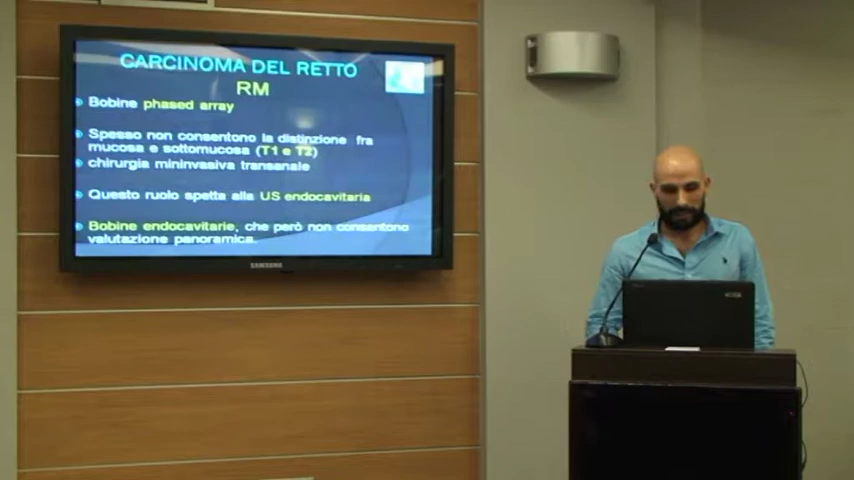 CARCINOMA DEL RETTO
RM
Bobine phased array
Spesso non consentono la distinzione fra
mucosa e sottomucosa (T1 e T2)
chirurgia mininvasiva transanale
Questo ruolo spetta alla US endocavitaria
Bobine endocavitarie, che però non consentono
valutazione panoramica.
SAMSUNG